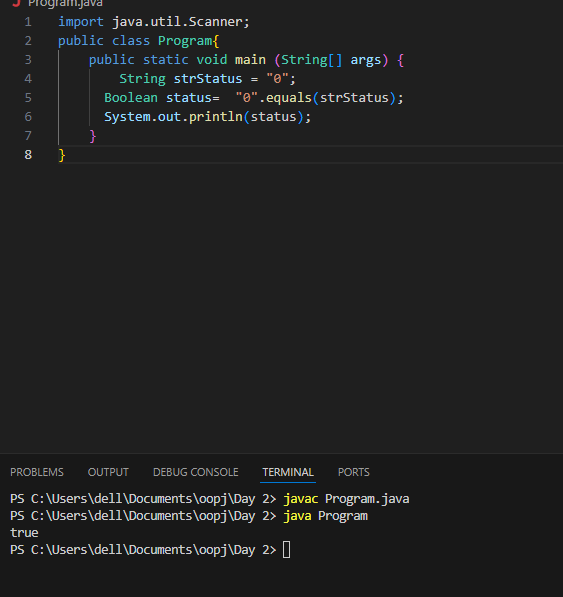 J Program.java
1 import java.util.Scanner;
2 public class Program{
3 public static void main (String[] args) {
4 String strStatus = "0";
5 Boolean status= "0".equals(strStatus);
6 System.out.println(status);
7 }
8 }
PROBLEMS OUTPUT DEBUG CONSOLE TERMINAL PORTS
PS C:\Users\dell\Documents\oopj\Day 2> javac Program.java
PS C:\Users\dell\Documents\oopj\Day 2> java Program
true
PS C:\Users\dell\Documents\oopj\Day 2>